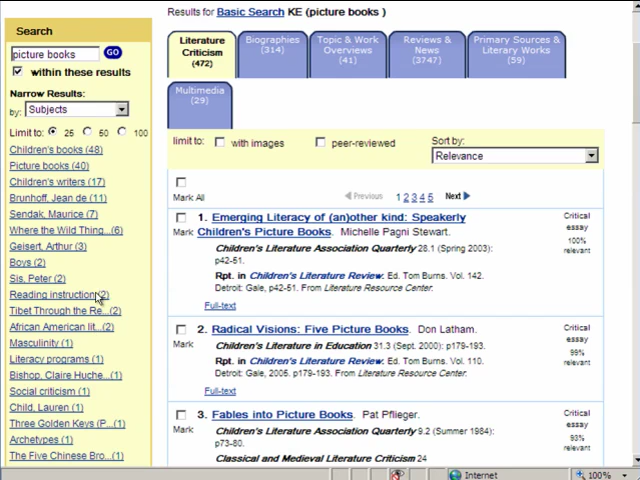 Search
picture books GO
within these results
Narrow Results:
by: Subjects
Limit to: 25 50 100
Children's books (48)
Picture books (40)
Children's writers (17)
Brunhoff, Jean de (11)
Sendak, Maurice (7)
Where the Wild Thing...(6)
Geisert, Arthur (3)
Boys (2)
Sis, Peter (2)
Reading instruction(2)
Tibet Through the Re...(2)
African American lit...(2)
Masculinity (1)
Literacy programs (1)
Bishop, Claire Huche...(1)
Social criticism (1)
Child, Lauren (1)
Three Golden Keys (P...(1)
Archetypes (1)
The Five Chinese Bro...(1)
Results for Basic Search KE (picture books )
Literature
Criticism
(472)
Biographies
(314)
Topic & Work
Overviews
(41)
Reviews &
News
(3747)
Primary Sources &
Literary Works
(59)
Multimedia
(29)
limit to: with images peer-reviewed
Sort by:
Relevance
Mark All
Previous 1 2 3 4 5 Next
Mark
1. Emerging Literacy of (an)other kind: Speakerly
Children's Picture Books. Michelle Pagni Stewart.
Children's Literature Association Quarterly 28.1 (Spring 2003):
p42-51.
Rpt. in Children's Literature Review. Ed. Tom Burns. Vol. 142.
Detroit: Gale, p42-51. From Literature Resource Center.
Full-text
Critical
essay
100%
relevant
Mark
2. Radical Visions: Five Picture Books. Don Latham.
Children's Literature in Education 31.3 (Sept. 2000): p179-193.
Rpt. in Children's Literature Review. Ed. Tom Burns. Vol. 110.
Detroit: Gale, 2005. p179-193. From Literature Resource Center.
Full-text
Critical
essay
99%
relevant
Mark
3. Fables into Picture Books. Pat Pflieger.
Children's Literature Association Quarterly 9.2 (Summer 1984):
p73-80.
Classical and Medieval Literature Criticism 24
Critical
essay
93%
relevant
Internet
100%